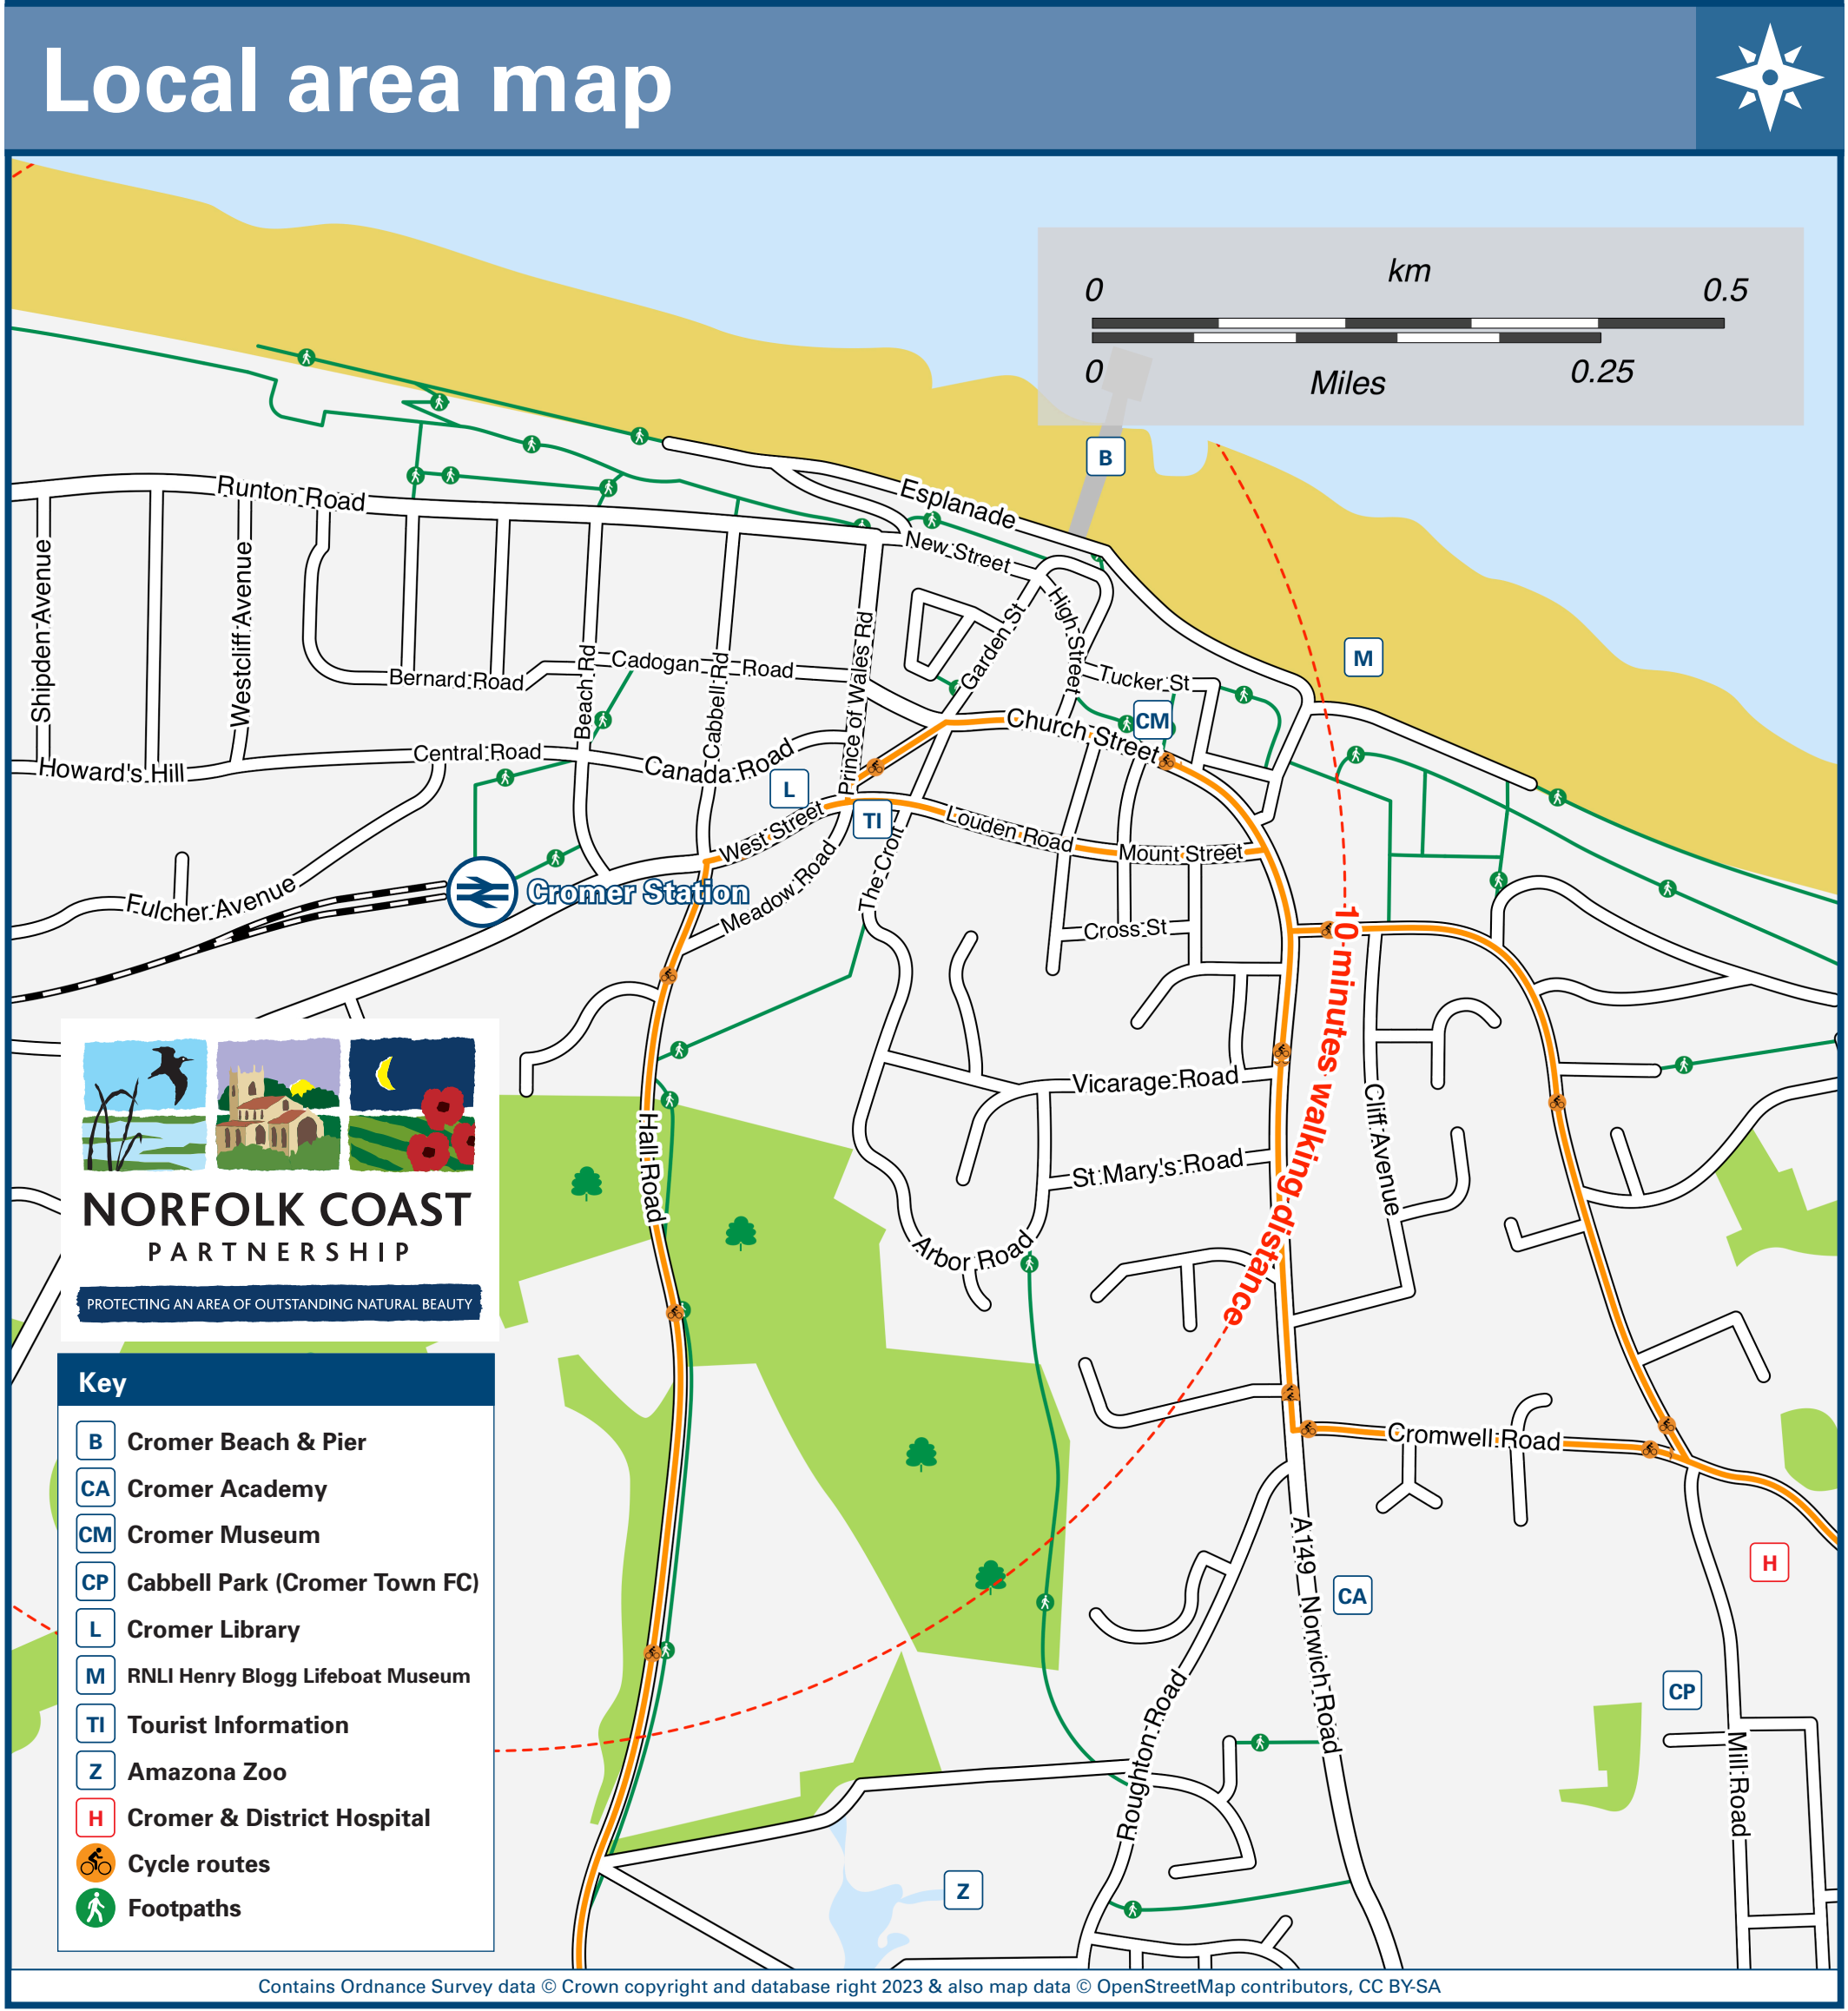 Local area map
km
0 0.5
0 0.25
Miles
B
Esplanade
Runton Road
New Street
Shipden Avenue
Westcliff Avenue
High Street
Garden St
M
Prince of Wales Rd
Cadogan Road
Bernard Road
Beach Rd
Cabbell Rd
Tucker St
CM
Church Street
Central Road
Canada Road
Howard's Hill
L
TI
West Street
Louden Road
Mount Street
Meadow Road
The Croft
Fulcher Avenue
Cromer Station
Cross St
10 minutes walking distance
Vicarage Road
Cliff Avenue
Hall Road
St Mary's Road
Arbor Road
NORFOLK COAST
PARTNERSHIP
PROTECTING AN AREA OF OUTSTANDING NATURAL BEAUTY
Cromwell Road
A149 Norwich Road
H
CA
CP
Roughton Road
Mill Road
Z
Key
B Cromer Beach & Pier
CA Cromer Academy
CM Cromer Museum
CP Cabbell Park (Cromer Town FC)
L Cromer Library
M RNLI Henry Blogg Lifeboat Museum
TI Tourist Information
Z Amazona Zoo
H Cromer & District Hospital
Cycle routes
Footpaths
Contains Ordnance Survey data © Crown copyright and database right 2023 & also map data © OpenStreetMap contributors, CC BY-SA